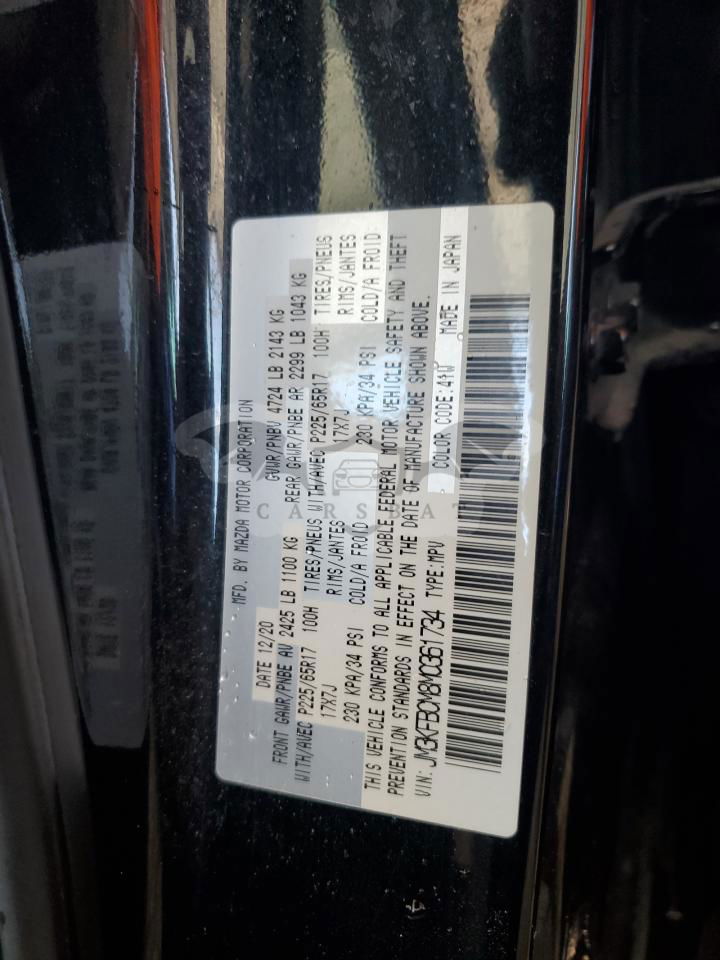 MFD. BY MAZDA MOTOR CORPORATION
DATE 12/20 GVWR/PNBV 4724 LB 2143 KG
FRONT GAWR/PNBE AV 2425 LB 1100 KG REAR GAWR/PNBE AR 2299 LB 1043 KG
WITH/AVEC P225/65R17 100H TIRES/PNEUS WITH/AVEC P225/65R17 100H TIRES/PNEUS
17X7J RIMS/JANTES 17X7J RIMS/JANTES
230 KPA/34 PSI COLD/A FROID 230 KPA/34 PSI COLD/A FROID
THIS VEHICLE CONFORMS TO ALL APPLICABLE FEDERAL MOTOR VEHICLE SAFETY AND THEFT
PREVENTION STANDARDS IN EFFECT ON THE DATE OF MANUFACTURE SHOWN ABOVE.
VIN: JM3KFBCM8M0361734 TYPE:MPV COLOR CODE:41W MADE IN JAPAN
CARSBAT